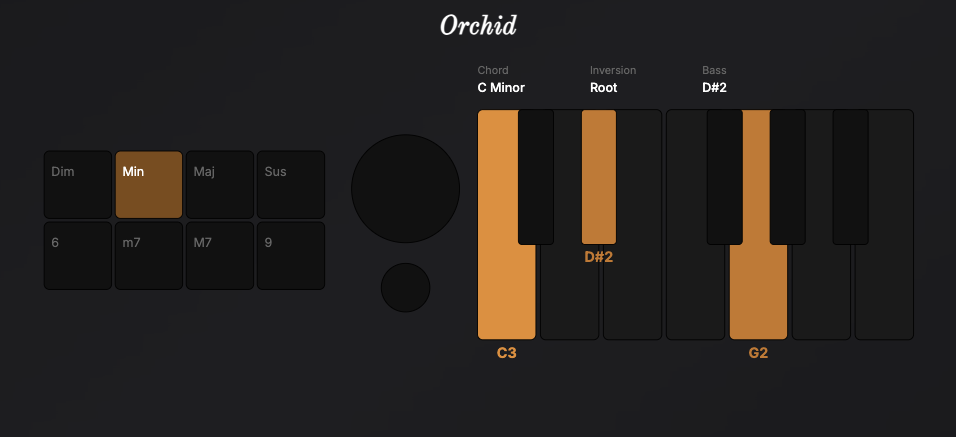 Orchid
Chord
C Minor
Inversion
Root
Bass
D#2
Dim
Min
Maj
Sus
6
m7
M7
9
D#2
C3
G2